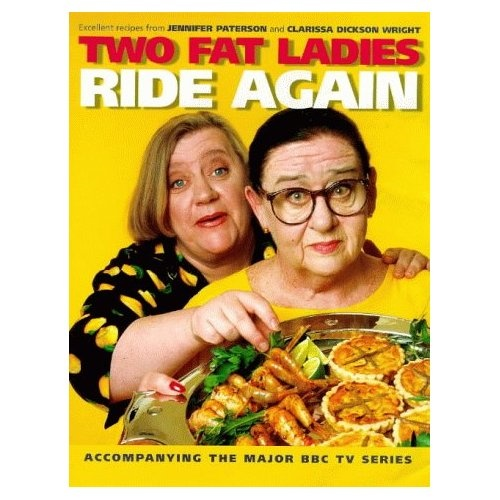 Excellent recipes from JENNIFER PATERSON and CLARISSA DICKSON WRIGHT
TWO FAT LADIES
RIDE AGAIN
ACCOMPANYING THE MAJOR BBC TV SERIES